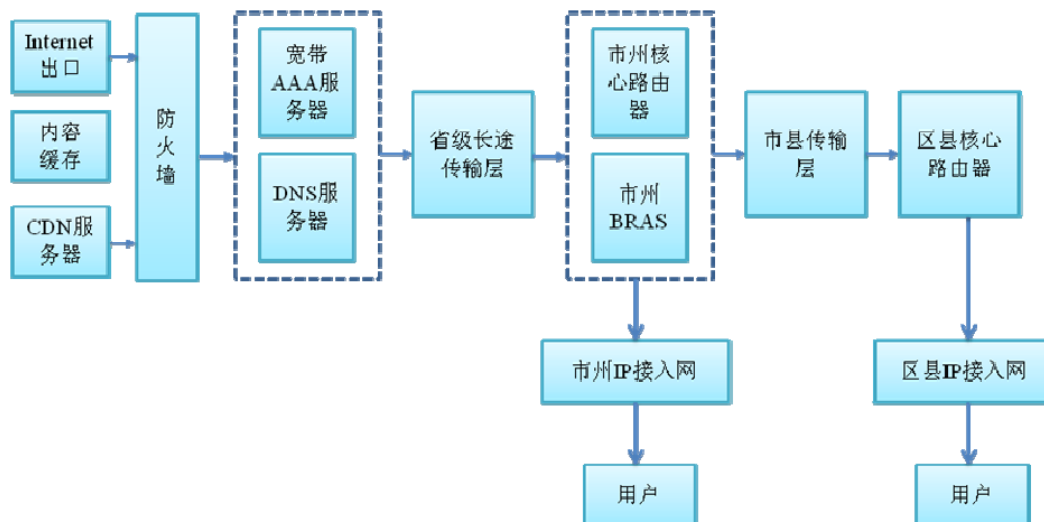 Internet
出口
内容
缓存
CDN服
务器
防
火
墙
宽带
AAA服
务器
DNS服
务器
省级长途
传输层
市州核
心路由
器
市州
BRAS
市县传输
层
区县核心
路由器
市州IP接入网
区县IP接入网
用户
用户